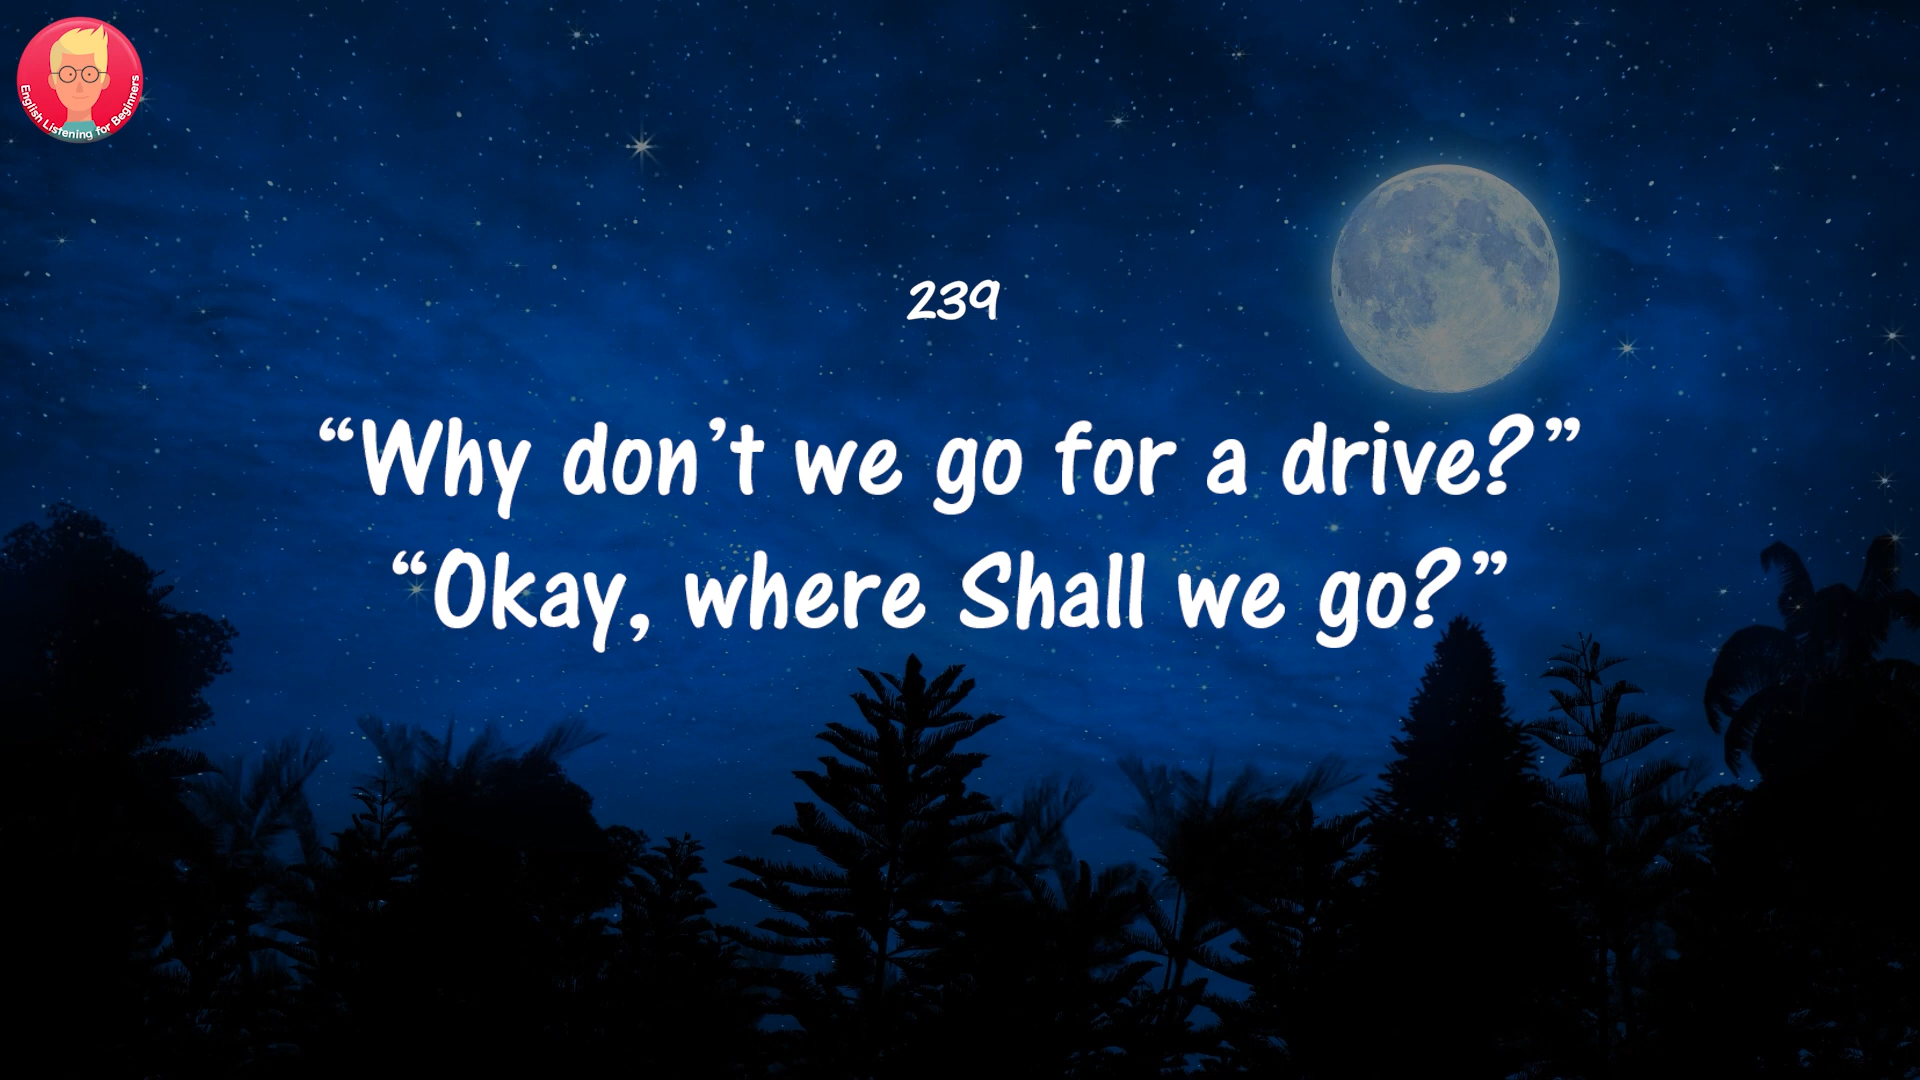 English Listening for Beginners
239
“Why don’t we go for a drive?”
“Okay, where Shall we go?”